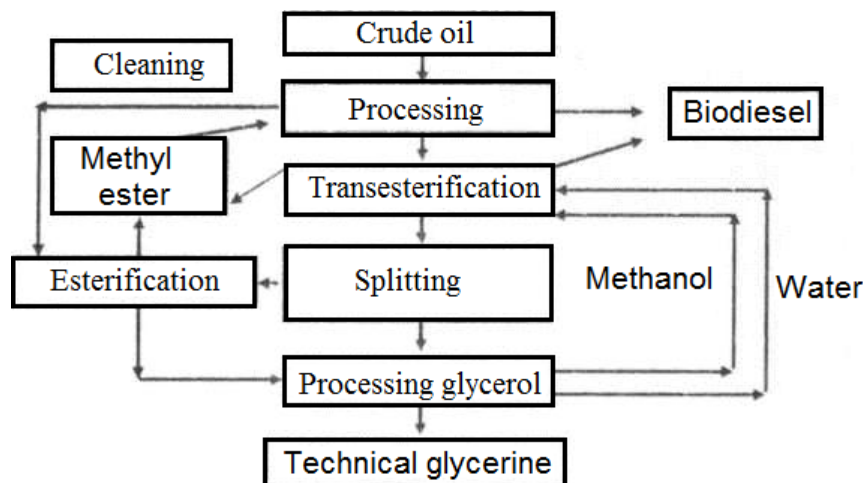 Crude oil
Cleaning
Processing
Biodiesel
Methyl
ester
Transesterification
Esterification
Splitting
Methanol
Water
Processing glycerol
Technical glycerine